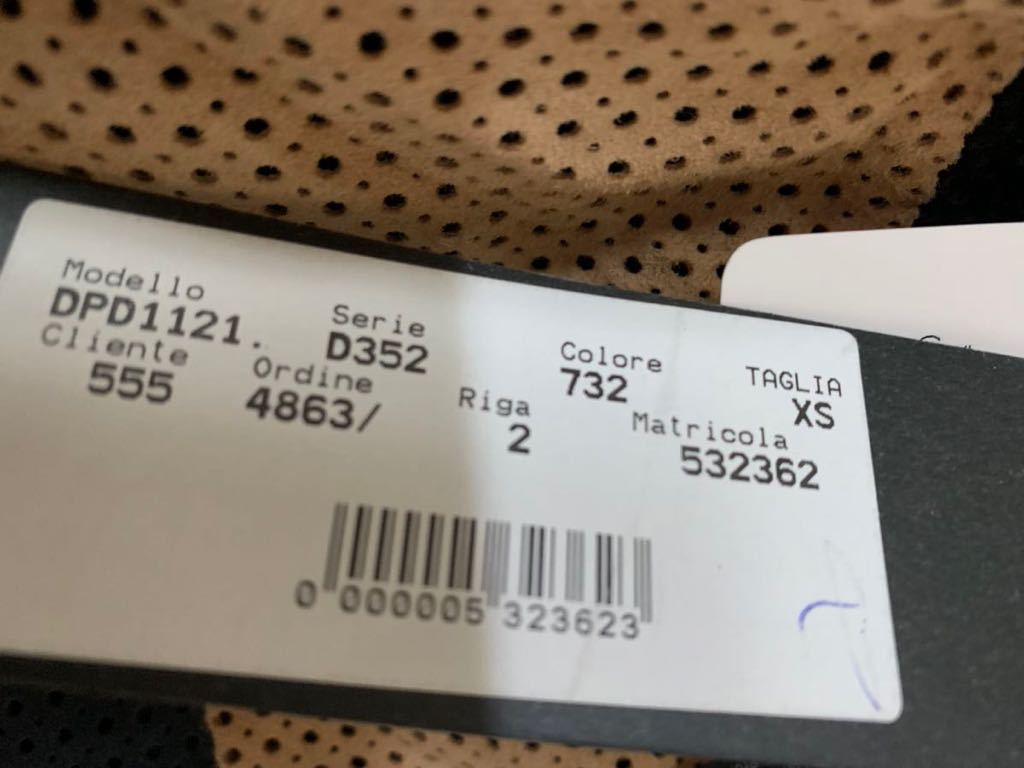 Modello Serie Colore TAGLIA
DPD1121. D352 732 XS
Cliente Ordine Riga Matricola
555 4863/ 2 532362
0 000005 323623